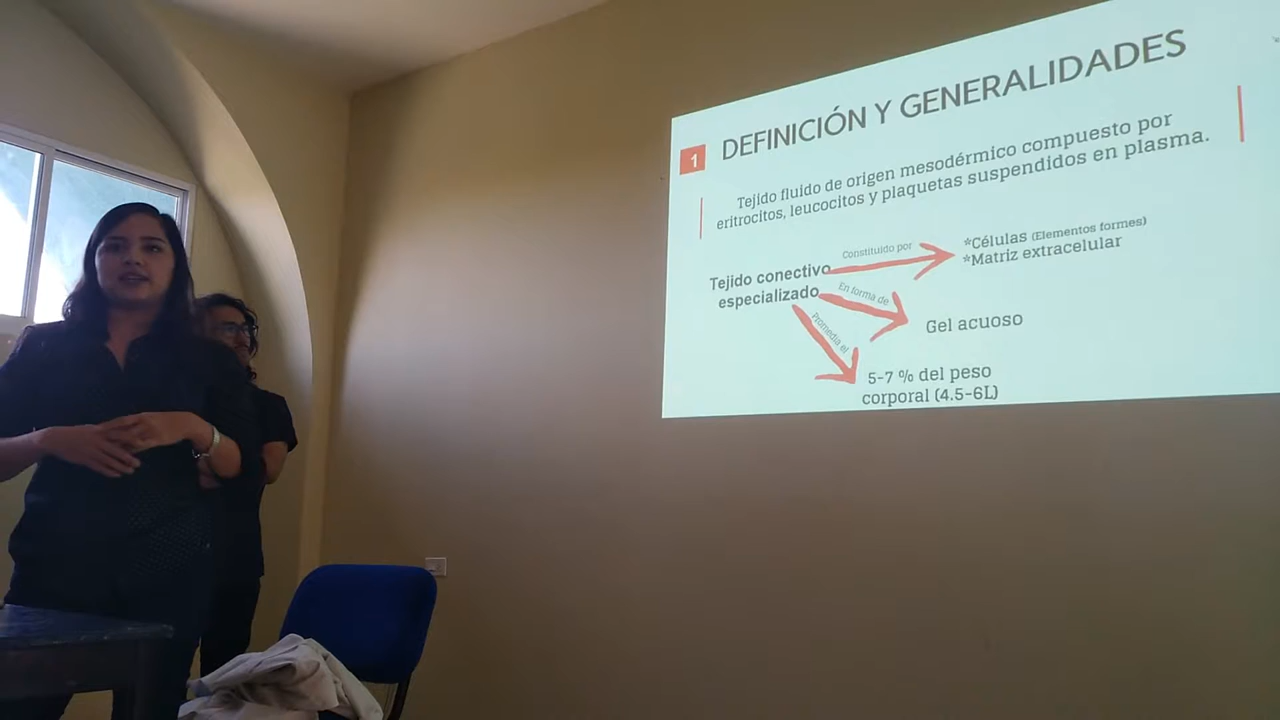 1
DEFINICIÓN Y GENERALIDADES
Tejido fluido de origen mesodérmico compuesto por
eritrocitos, leucocitos y plaquetas suspendidos en plasma.
Tejido conectivo
especializado
Constituido por
*Células (Elementos formes)
*Matriz extracelular
En forma de
Gel acuoso
Promedia el
5-7 % del peso
corporal (4.5-6L)